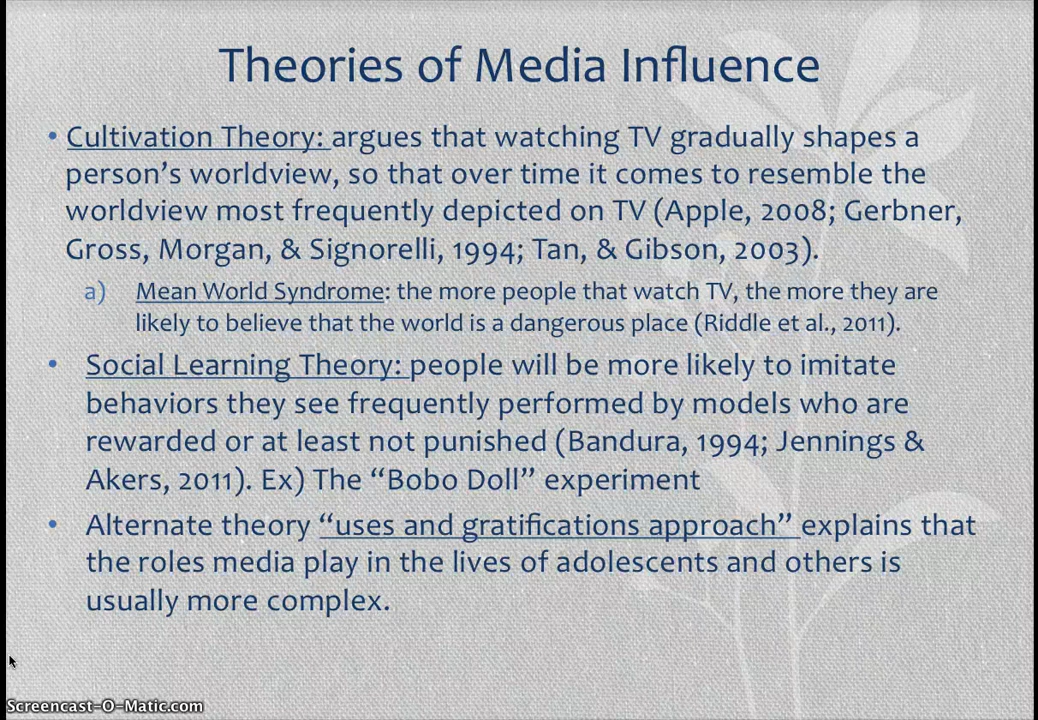 Theories of Media Influence
• Cultivation Theory: argues that watching TV gradually shapes a
person’s worldview, so that over time it comes to resemble the
worldview most frequently depicted on TV (Apple, 2008; Gerbner,
Gross, Morgan, & Signorelli, 1994; Tan, & Gibson, 2003).
a) Mean World Syndrome: the more people that watch TV, the more they are
likely to believe that the world is a dangerous place (Riddle et al., 2011).
• Social Learning Theory: people will be more likely to imitate
behaviors they see frequently performed by models who are
rewarded or at least not punished (Bandura, 1994; Jennings &
Akers, 2011). Ex) The “Bobo Doll” experiment
• Alternate theory “uses and gratifications approach” explains that
the roles media play in the lives of adolescents and others is
usually more complex.
Screencast-O-Matic.com